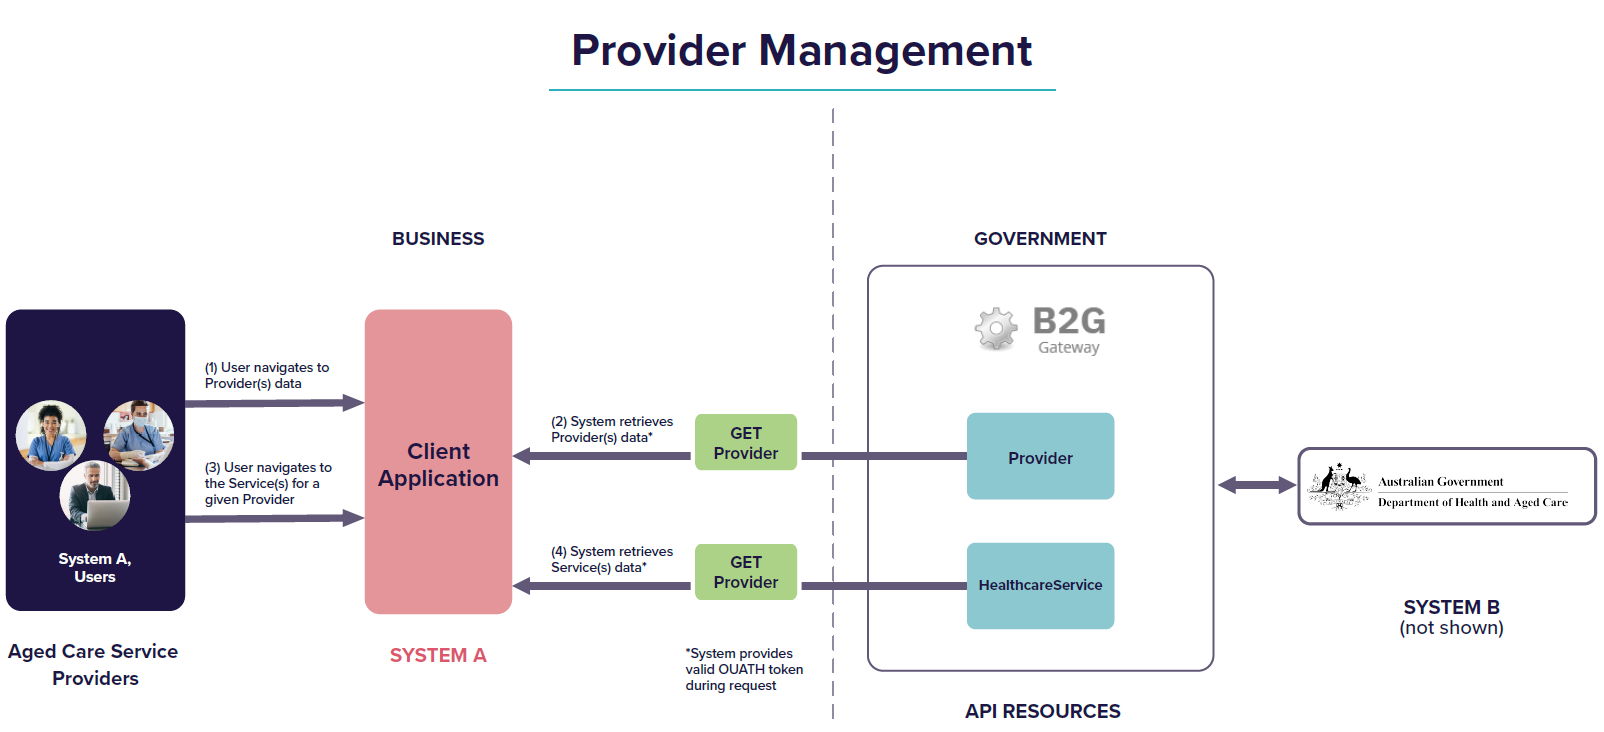 Provider Management
BUSINESS
GOVERNMENT
B2G
Gateway
(1) User navigates to
Provider(s) data
(3) User navigates to
the Service(s) for a
given Provider
System A,
Users
Aged Care Service
Providers
Client
Application
SYSTEM A
(2) System retrieves
Provider(s) data*
GET
Provider
(4) System retrieves
Service(s) data*
GET
Provider
*System provides
valid OUATH token
during request
Provider
HealthcareService
API RESOURCES
Australian Government
Department of Health and Aged Care
SYSTEM B
(not shown)